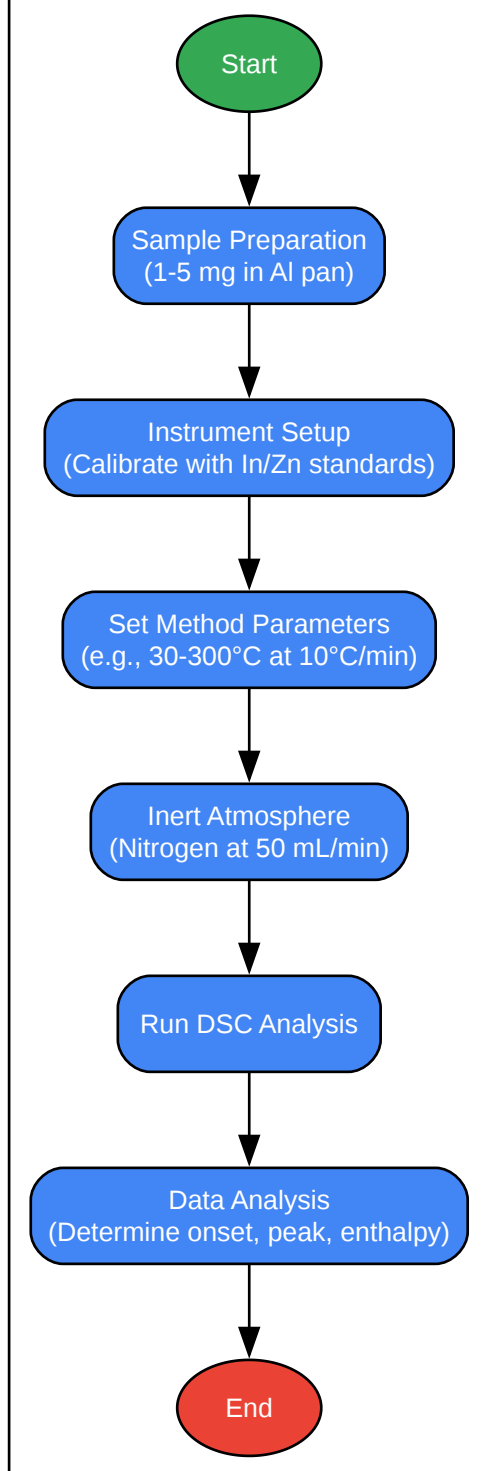 Start
Sample Preparation
(1-5 mg in Al pan)
Instrument Setup
(Calibrate with In/Zn standards)
Set Method Parameters
(e.g., 30-300°C at 10°C/min)
Inert Atmosphere
(Nitrogen at 50 mL/min)
Run DSC Analysis
Data Analysis
(Determine onset, peak, enthalpy)
End